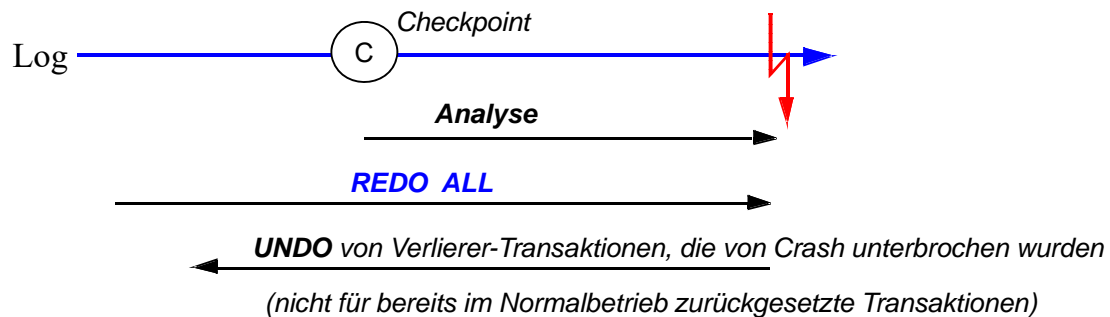 Checkpoint
Log
C
Analyse
REDO ALL
UNDO von Verlierer-Transaktionen, die von Crash unterbrochen wurden
(nicht für bereits im Normalbetrieb zurückgesetzte Transaktionen)